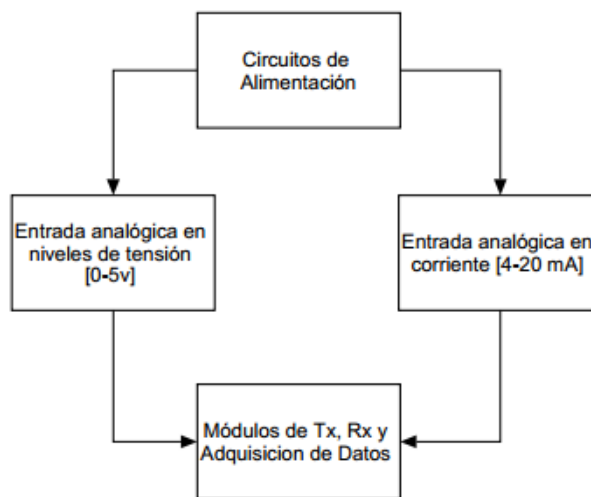 Circuitos de
Alimentación
Entrada analógica en
niveles de tensión
[0-5v]
Entrada analógica en
corriente [4-20 mA]
Módulos de Tx, Rx y
Adquisicion de Datos